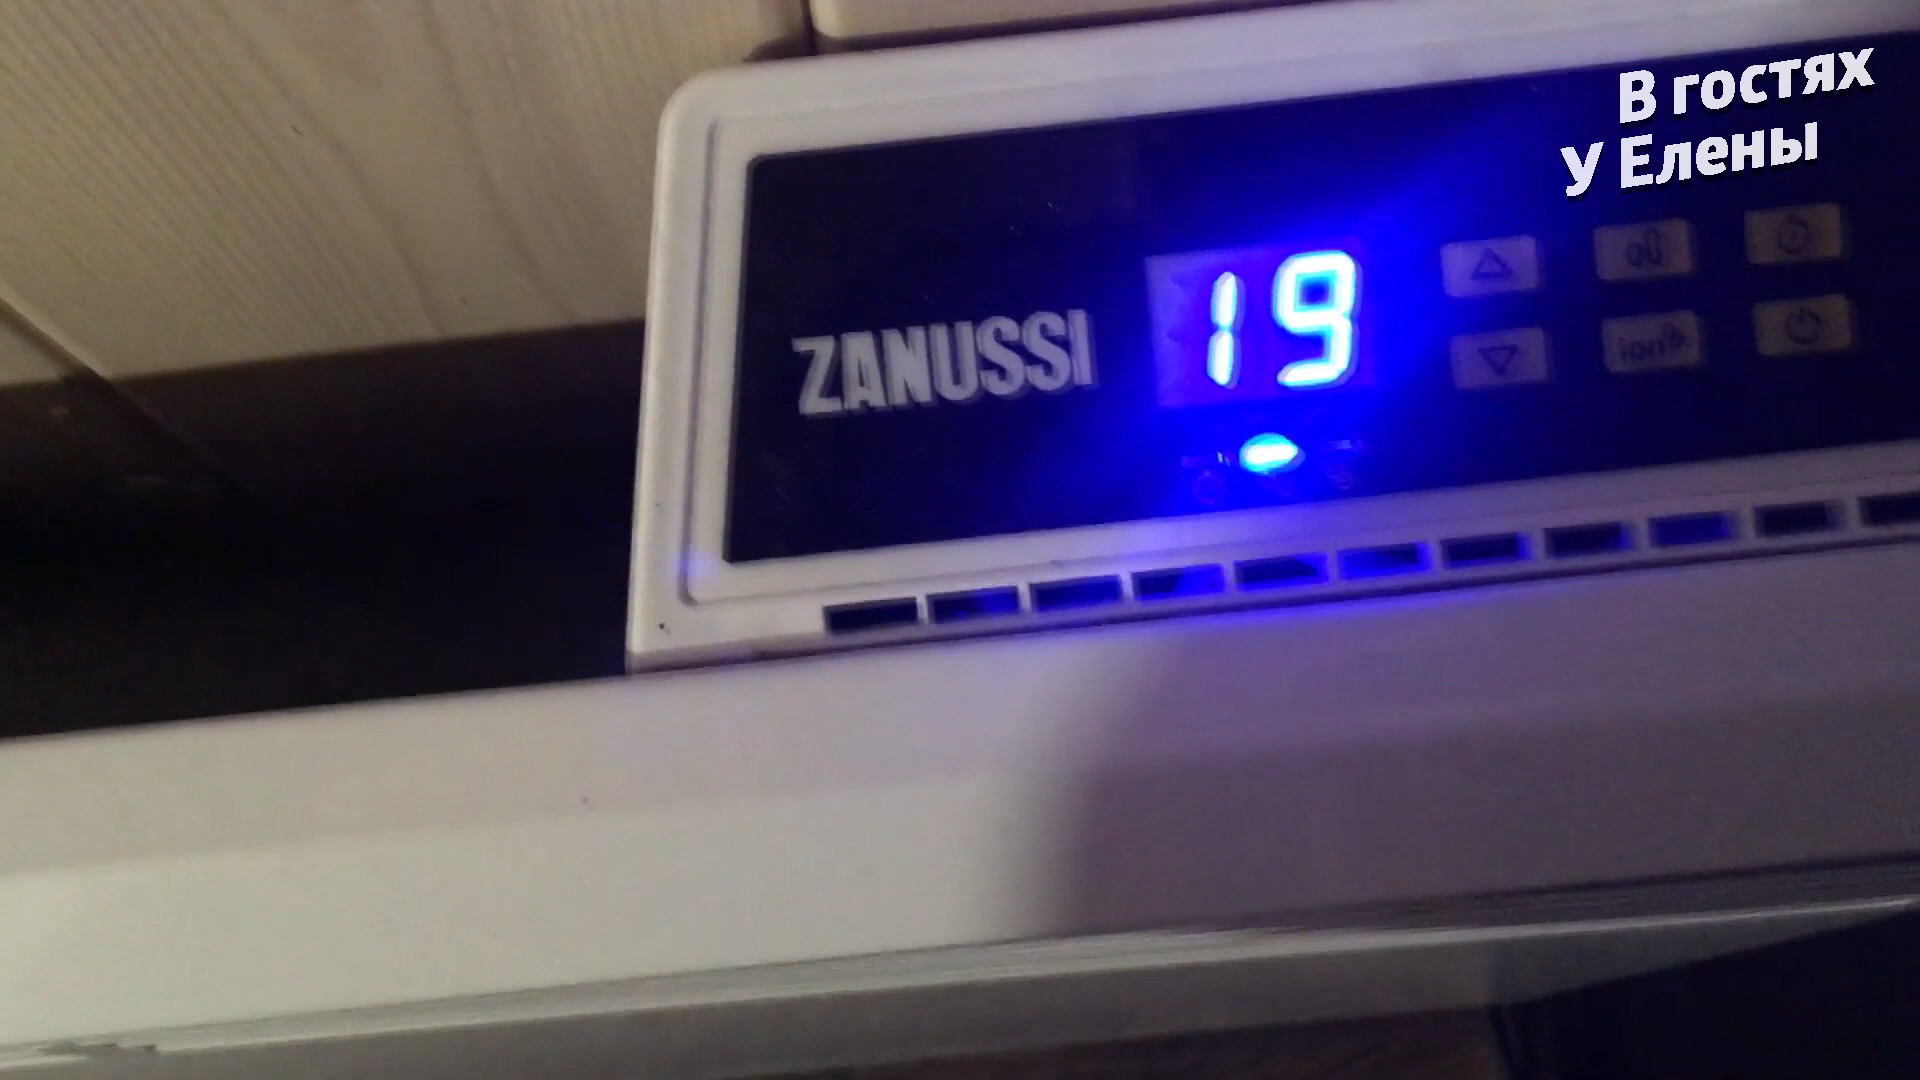 В гостях
у Елены
ZANUSSI
19
ion